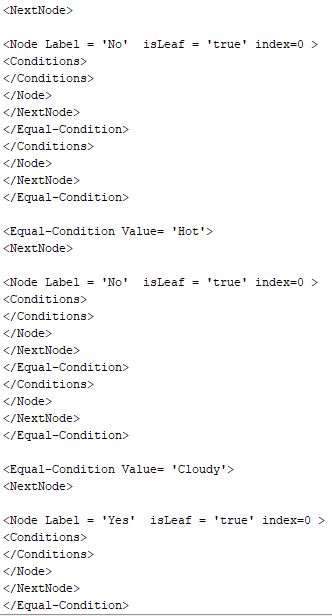 <NextNode>
<Node Label = 'No'  isLeaf = 'true' index=0 >
<Conditions>
</Conditions>
</Node>
</NextNode>
</Equal-Condition>
</Conditions>
</Node>
</NextNode>
</Equal-Condition>
<Equal-Condition Value= 'Hot'>
<NextNode>
<Node Label = 'No'  isLeaf = 'true' index=0 >
<Conditions>
</Conditions>
</Node>
</NextNode>
</Equal-Condition>
</Conditions>
</Node>
</NextNode>
</Equal-Condition>
<Equal-Condition Value= 'Cloudy'>
<NextNode>
<Node Label = 'Yes'  isLeaf = 'true' index=0 >
<Conditions>
</Conditions>
</Node>
</NextNode>
</Equal-Condition>